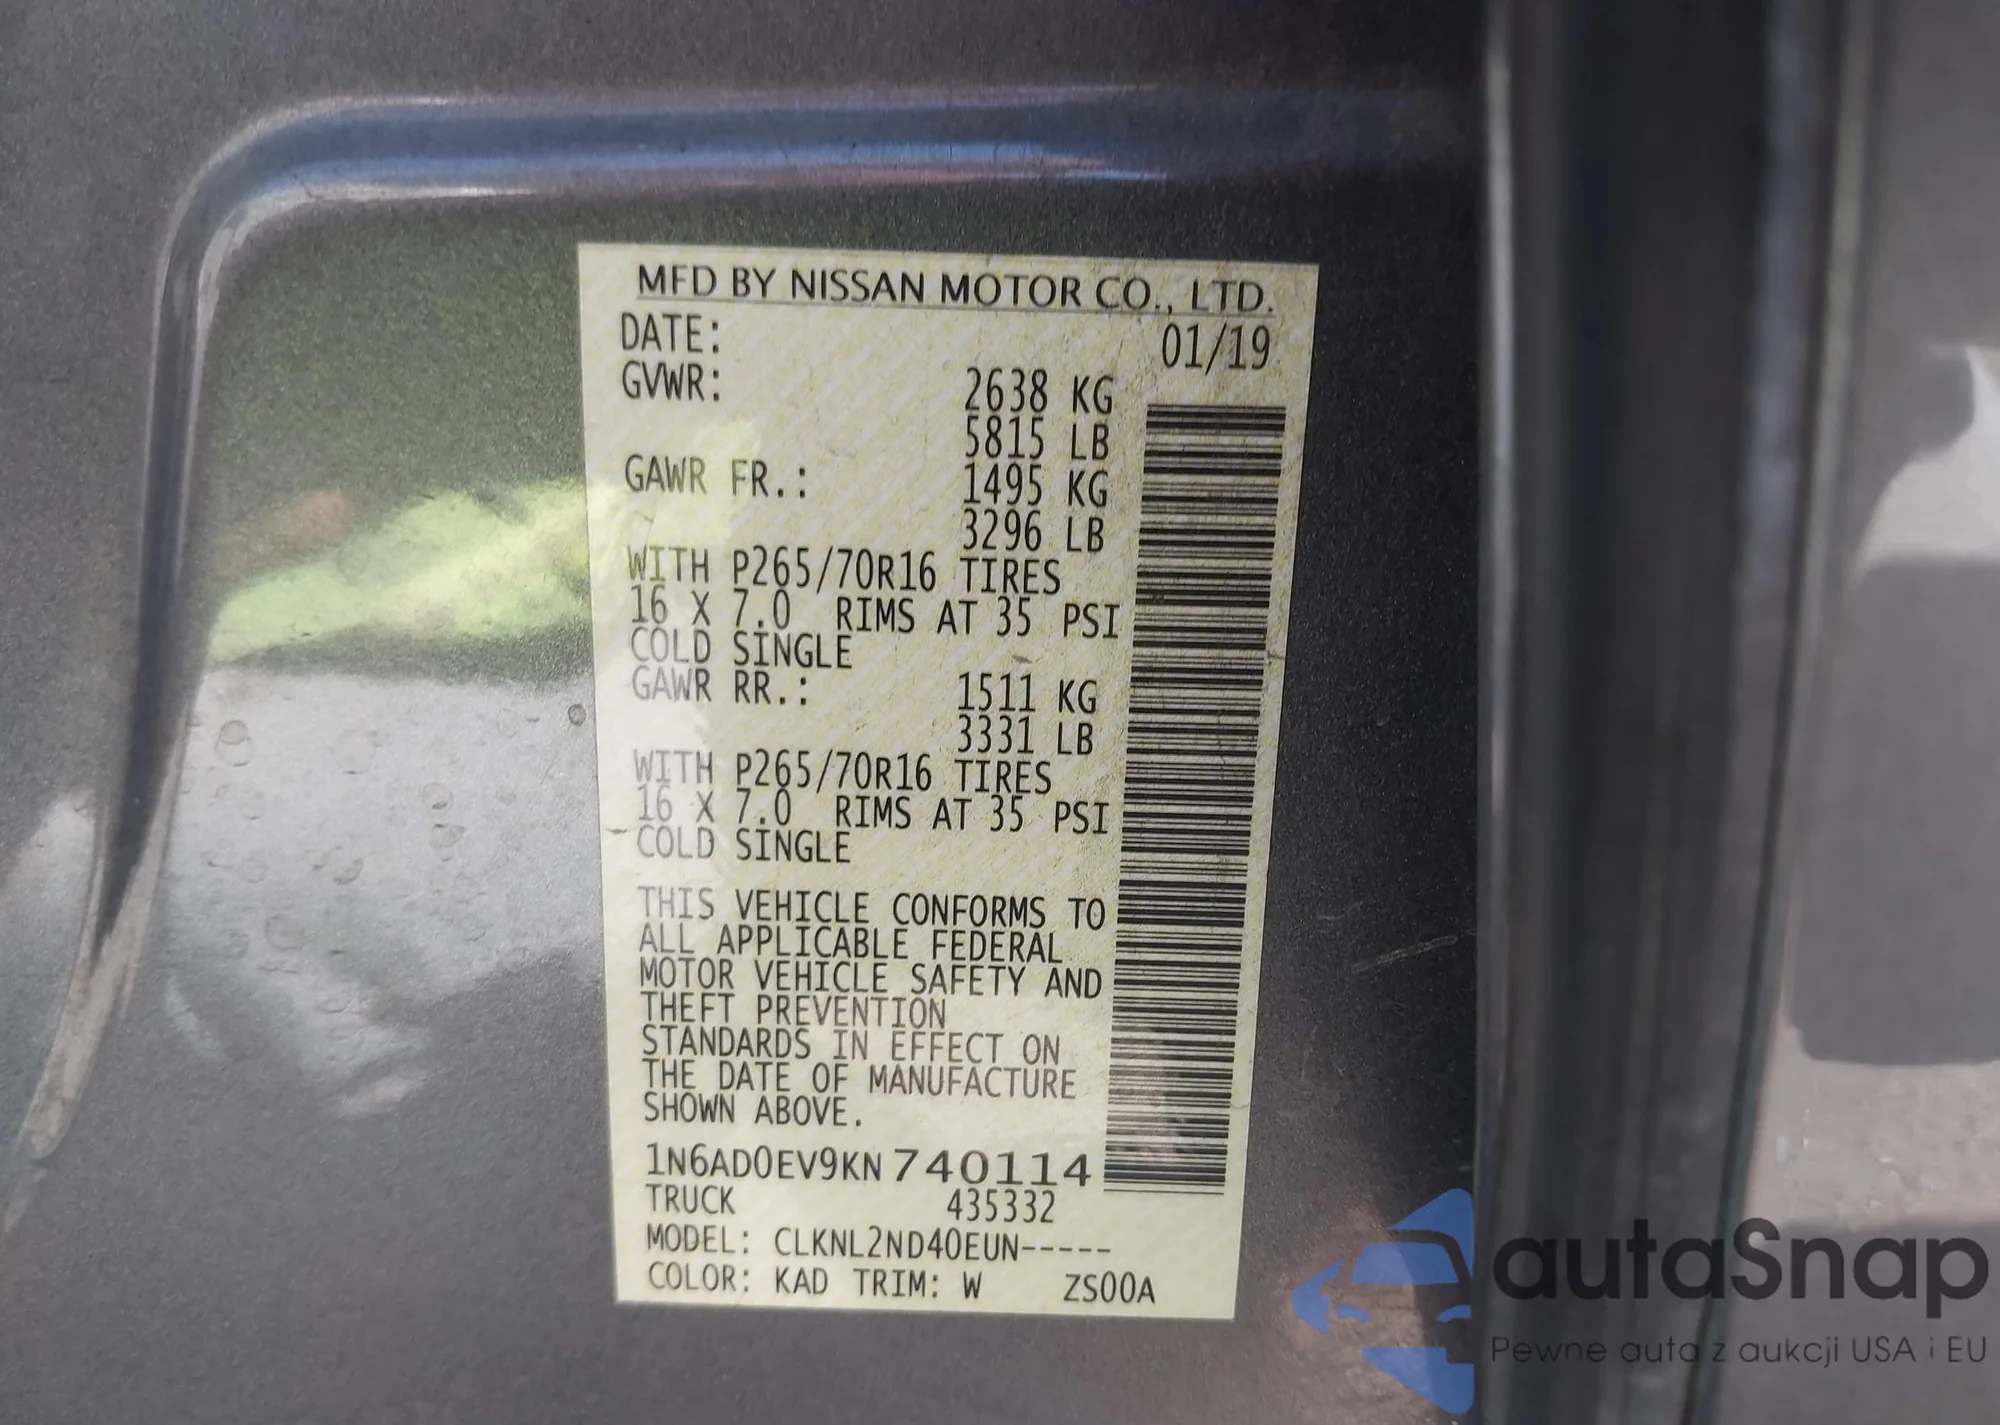 MFD BY NISSAN MOTOR CO., LTD.
DATE: 01/19
GVWR: 2638 KG
5815 LB
GAWR FR.: 1495 KG
3296 LB
WITH P265/70R16 TIRES
16 X 7.0 RIMS AT 35 PSI
COLD SINGLE
GAWR RR.: 1511 KG
3331 LB
WITH P265/70R16 TIRES
16 X 7.0 RIMS AT 35 PSI
COLD SINGLE
THIS VEHICLE CONFORMS TO
ALL APPLICABLE FEDERAL
MOTOR VEHICLE SAFETY AND
THEFT PREVENTION
STANDARDS IN EFFECT ON
THE DATE OF MANUFACTURE
SHOWN ABOVE.
1N6AD0EV9KN740114
TRUCK 435332
MODEL: CLKNL2ND40EUN-----
COLOR: KAD TRIM: W ZS00A
autaSnap
Pewne auta z aukcji USA i EU